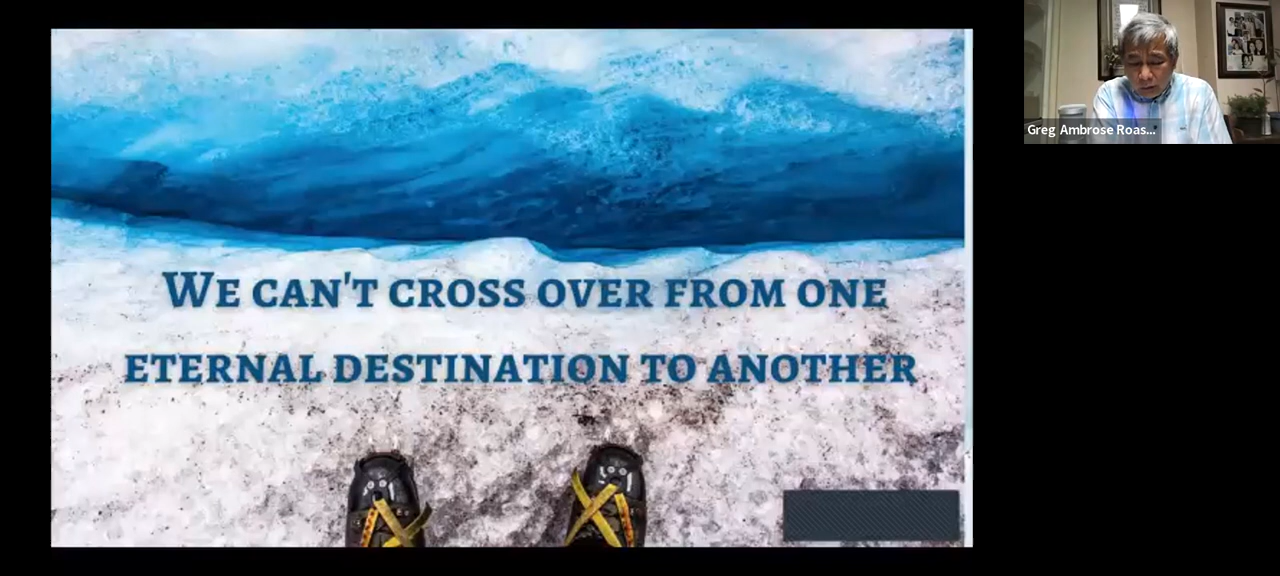 We can't cross over from one
eternal destination to another
Greg Ambrose Roas...